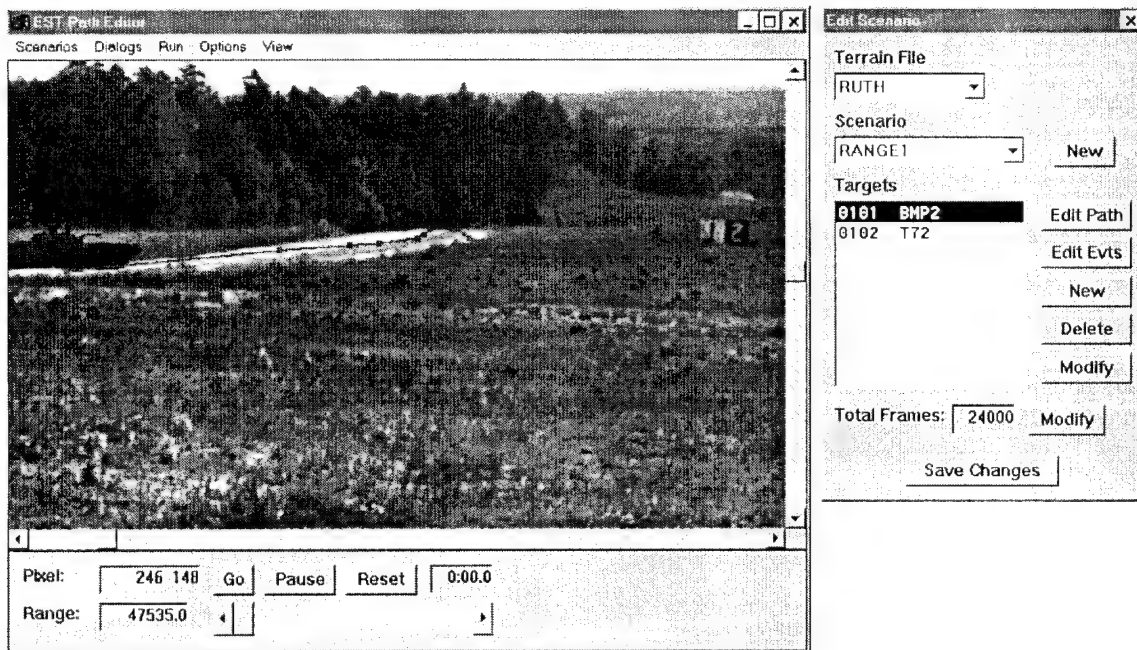 EST Path Editor
Scenarios Dialogs Run Options View
2
Pixel: 246 148 Go Pause Reset 0:00.0
Range: 47535.0
Edit Scenario
Terrain File
RUTH
Scenario
RANGE1 New
Targets
0101 BMP2 Edit Path
0102 T72
Edit Evts
New
Delete
Modify
Total Frames: 24000 Modify
Save Changes